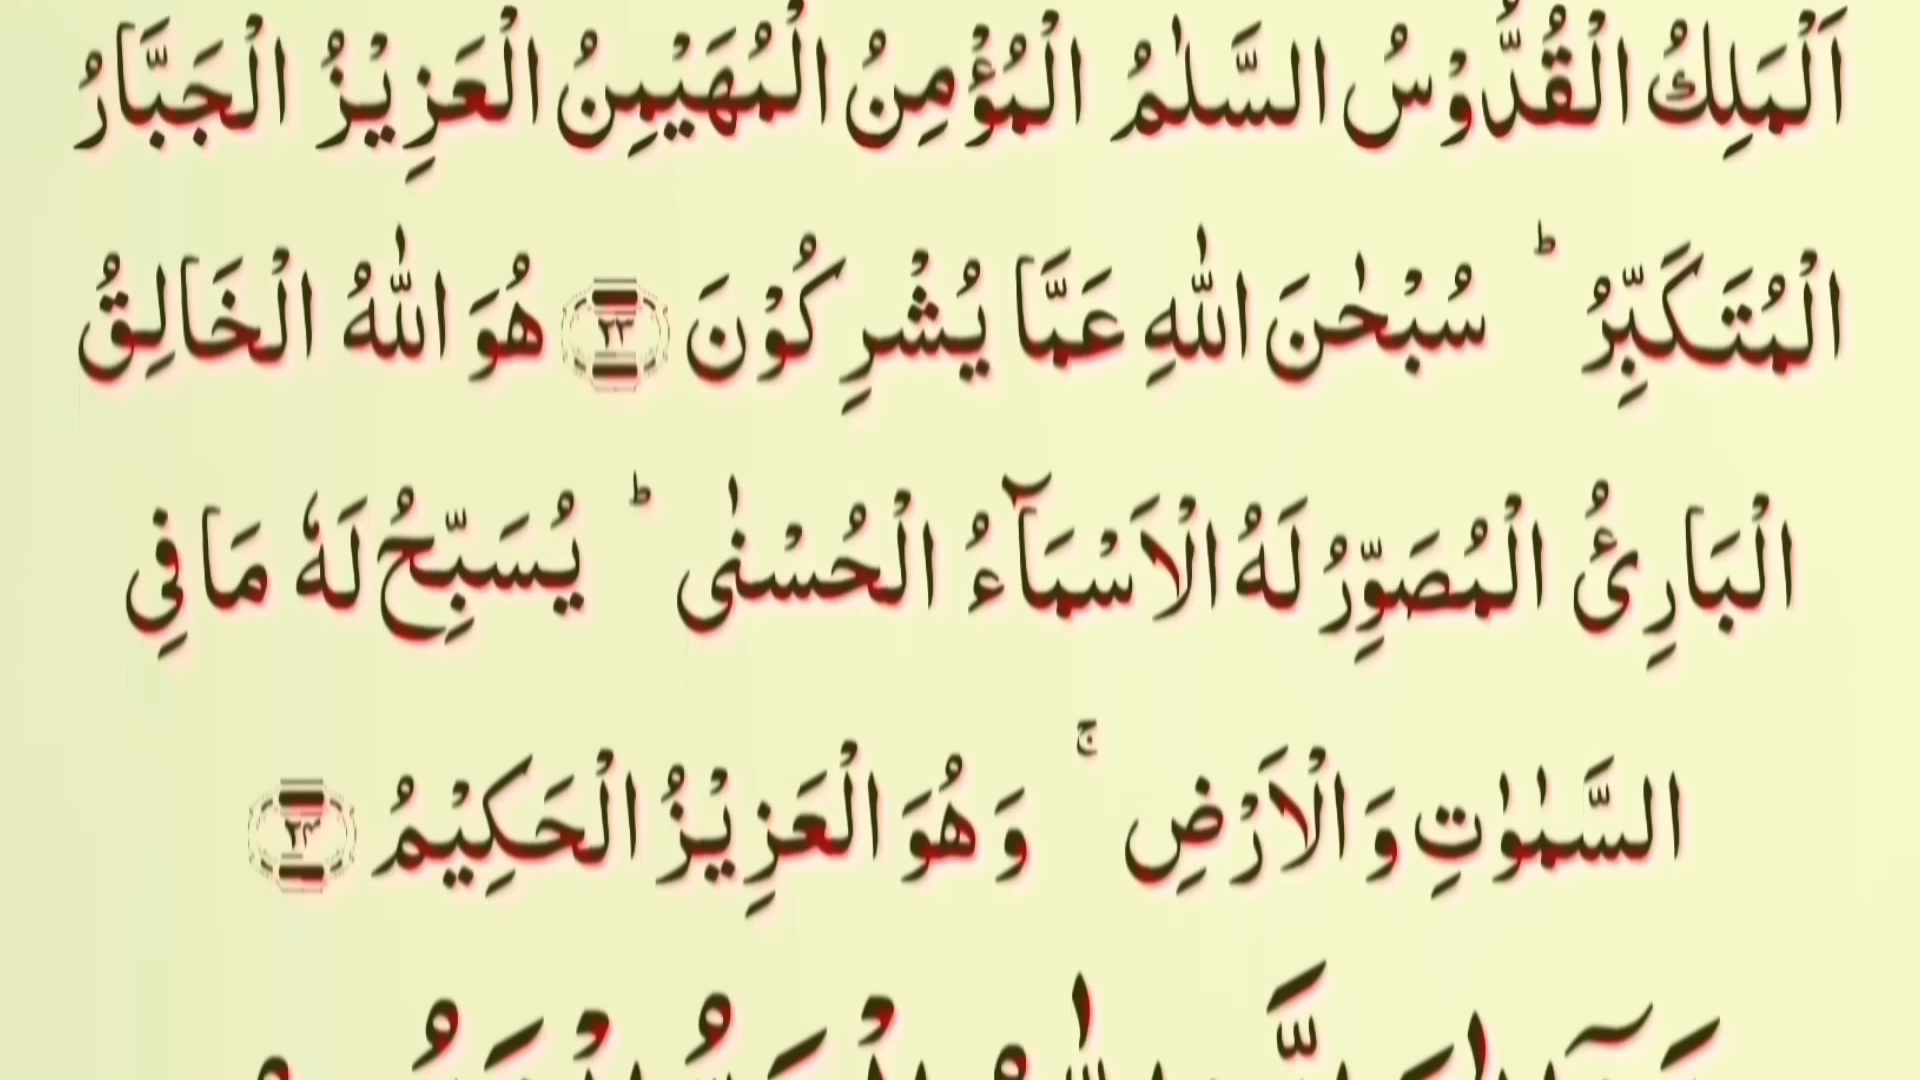 اَلْمَلِكُ الْقُدُّوْسُ السَّلٰمُ الْمُؤْمِنُ الْمُهَيْمِنُ الْعَزِيْزُ الْجَبَّارُ
الْمُتَكَبِّرُ ؕ سُبْحٰنَ اللّٰهِ عَمَّا يُشْرِكُوْنَ ﴿۲۳﴾ هُوَ اللّٰهُ الْخَالِقُ
الْبَارِئُ الْمُصَوِّرُ لَهُ الْاَسْمَآءُ الْحُسْنٰى ؕ يُسَبِّحُ لَهٗ مَا فِی
السَّمٰوٰتِ وَالْاَرْضِ ۚ وَهُوَ الْعَزِيْزُ الْحَكِيْمُ ﴿۲۴﴾